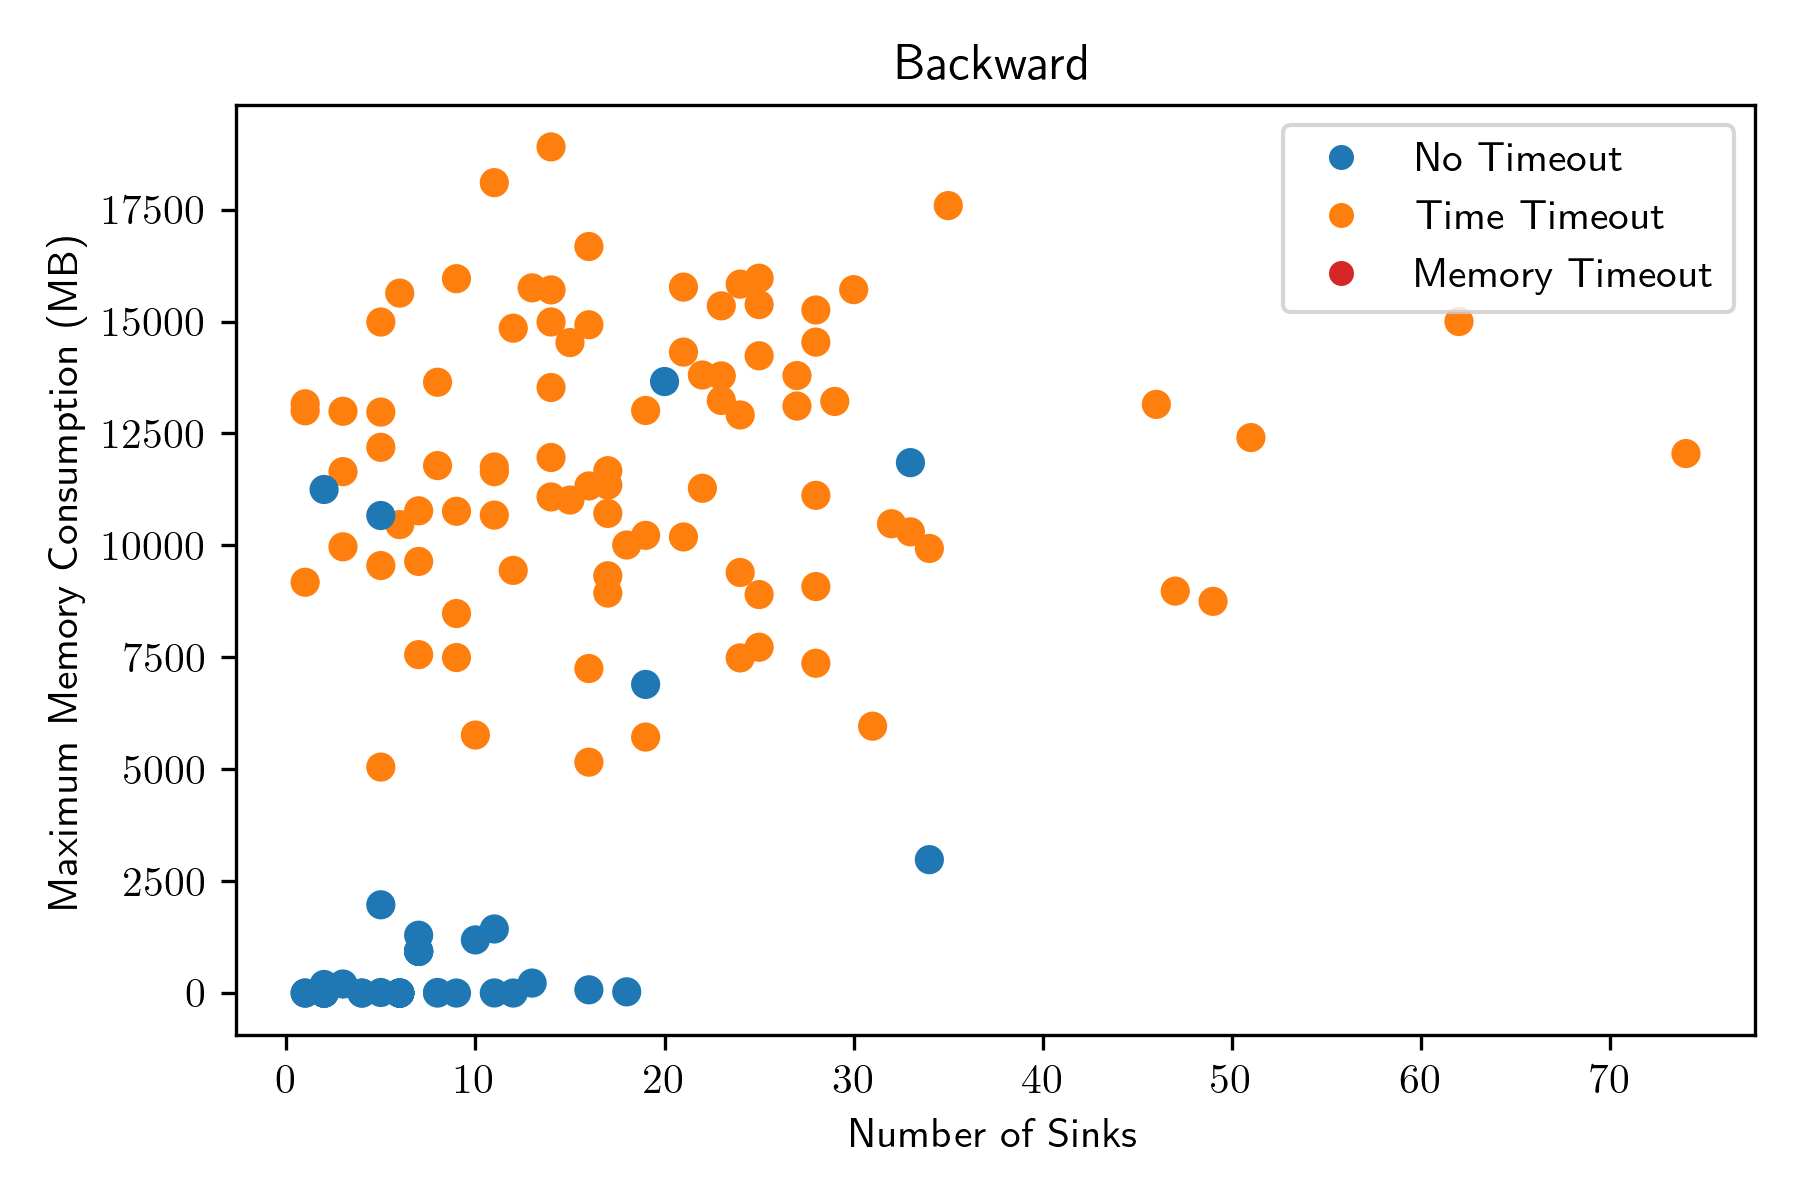 Backward
No Timeout
Time Timeout
Memory Timeout
Maximum Memory Consumption (MB)
17500
15000
12500
10000
7500
5000
2500
0
0 10 20 30 40 50 60 70
Number of Sinks